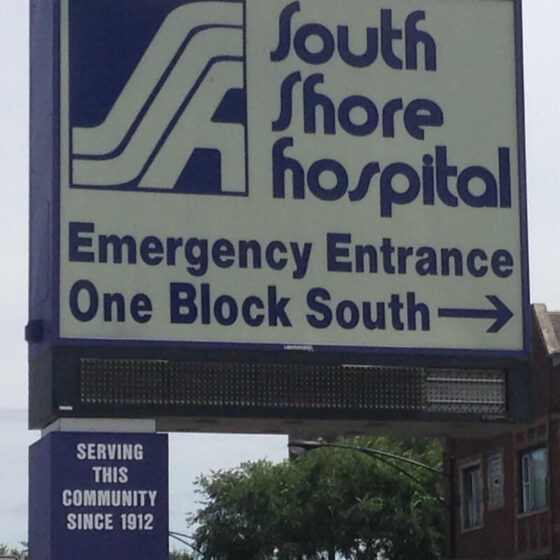 South
Shore
hospital
Emergency Entrance
One Block South →
SERVING
THIS
COMMUNITY
SINCE 1912